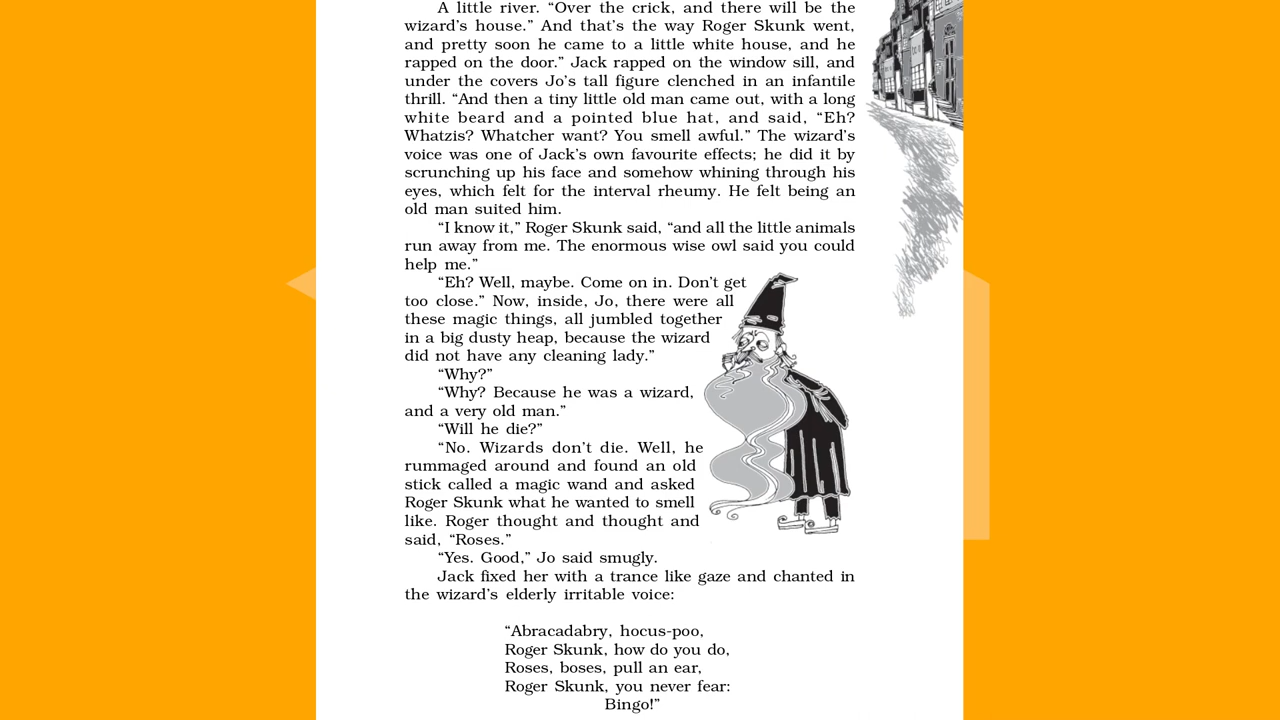 A little river. “Over the crick, and there will be the
wizard’s house.” And that’s the way Roger Skunk went,
and pretty soon he came to a little white house, and he
rapped on the door.” Jack rapped on the window sill, and
under the covers Jo’s tall figure clenched in an infantile
thrill. “And then a tiny little old man came out, with a long
white beard and a pointed blue hat, and said, “Eh?
Whatzis? Whatcher want? You smell awful.” The wizard’s
voice was one of Jack’s own favourite effects; he did it by
scrunching up his face and somehow whining through his
eyes, which felt for the interval rheumy. He felt being an
old man suited him.
“I know it,” Roger Skunk said, “and all the little animals
run away from me. The enormous wise owl said you could
help me.”
“Eh? Well, maybe. Come on in. Don’t get
too close.” Now, inside, Jo, there were all
these magic things, all jumbled together
in a big dusty heap, because the wizard
did not have any cleaning lady.”
“Why?”
“Why? Because he was a wizard,
and a very old man.”
“Will he die?”
“No. Wizards don’t die. Well, he
rummaged around and found an old
stick called a magic wand and asked
Roger Skunk what he wanted to smell
like. Roger thought and thought and
said, “Roses.”
“Yes. Good,” Jo said smugly.
Jack fixed her with a trance like gaze and chanted in
the wizard’s elderly irritable voice:
“Abracadabry, hocus-poo,
Roger Skunk, how do you do,
Roses, boses, pull an ear,
Roger Skunk, you never fear:
Bingo!”